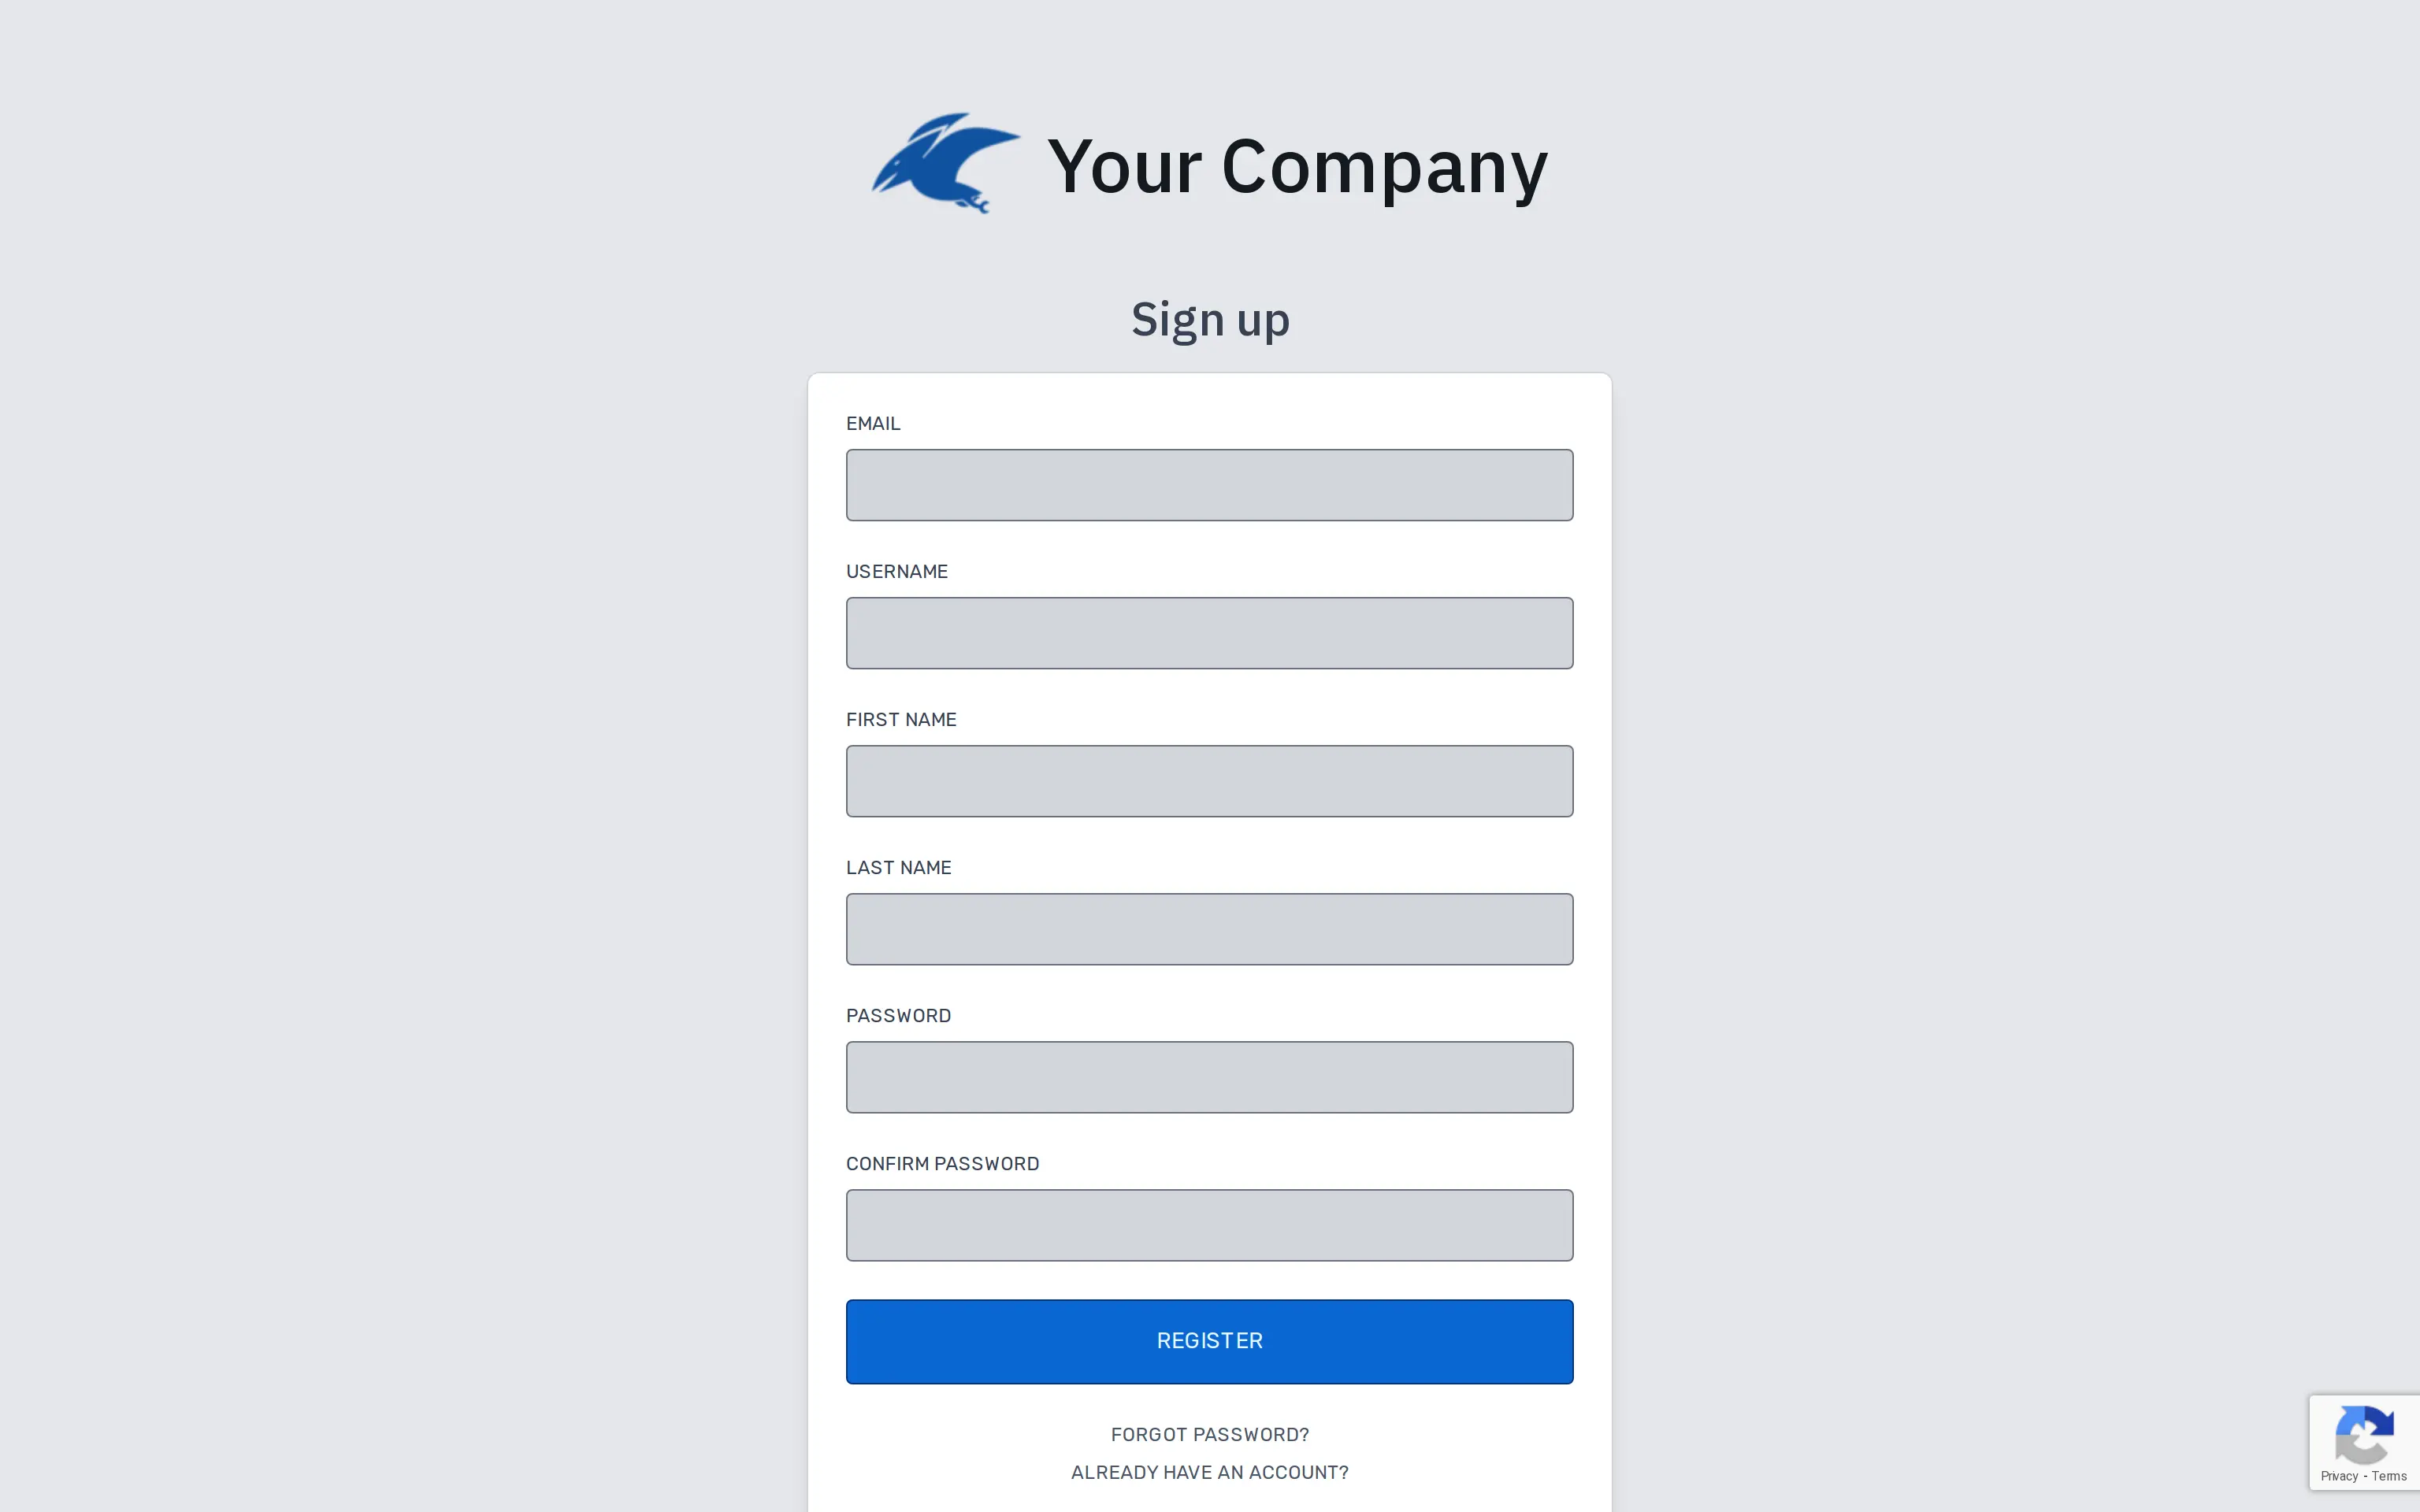 Your Company
Sign up
EMAIL
USERNAME
FIRST NAME
LAST NAME
PASSWORD
CONFIRM PASSWORD
REGISTER
FORGOT PASSWORD?
ALREADY HAVE AN ACCOUNT?
Privacy - Terms